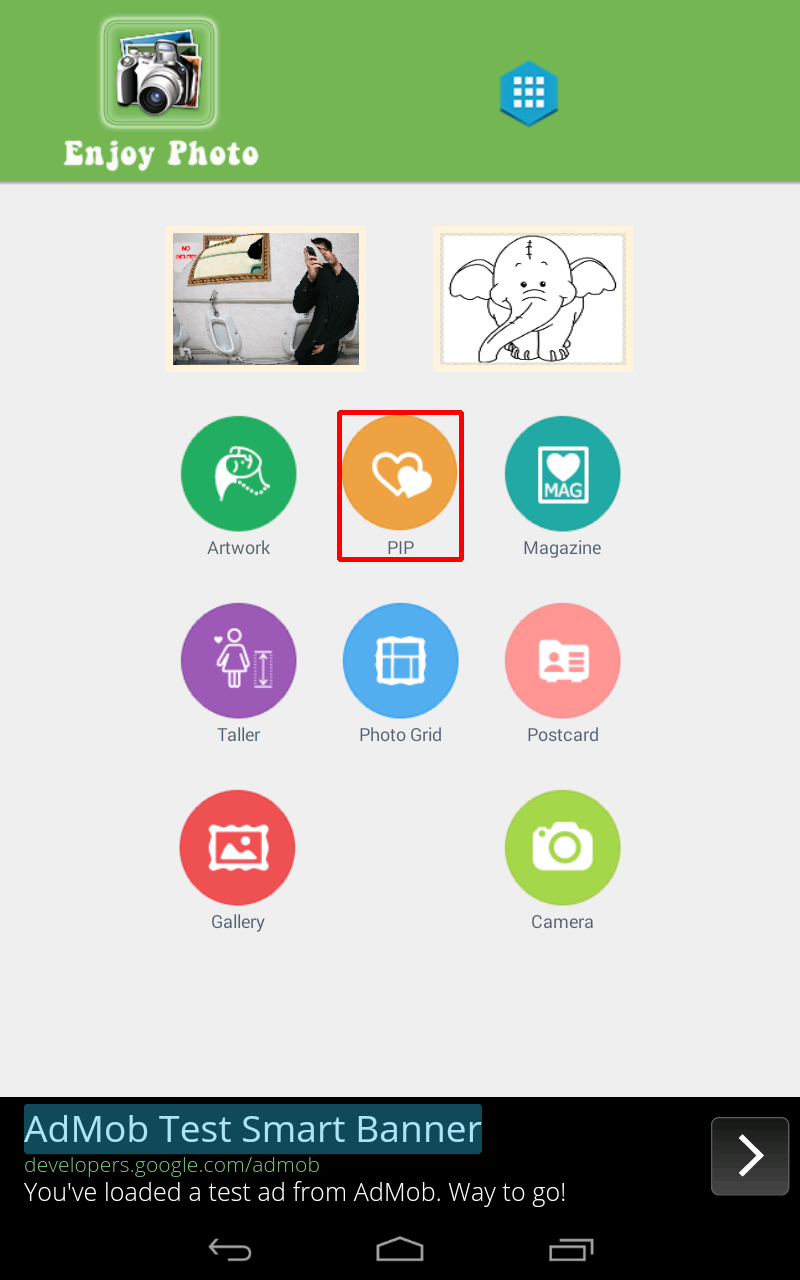 Enjoy Photo
NO
Artwork
PIP
Magazine
MAG
Taller
Photo Grid
Postcard
Gallery
Camera
AdMob Test Smart Banner
developers.google.com/admob
You've loaded a test ad from AdMob. Way to go!